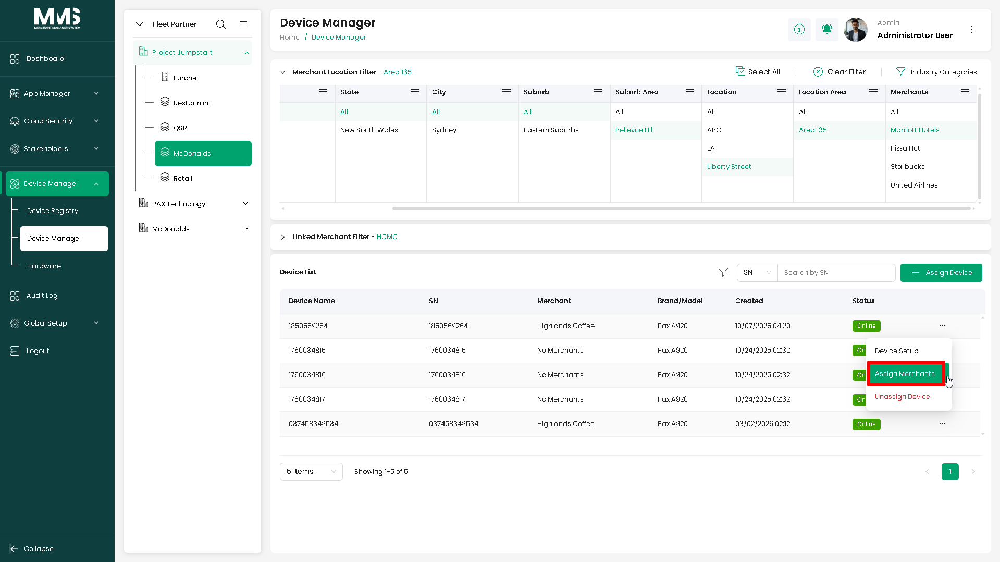 MMS
MERCHANT MANAGER SYSTEM
Dashboard
App Manager
Cloud Security
Stakeholders
Device Manager
Device Registry
Device Manager
Hardware
Audit Log
Global Setup
Logout
Collapse
Fleet Partner
Project Jumpstart
Euronet
Restaurant
QSR
McDonalds
Retail
PAX Technology
McDonalds
Device Manager
Home / Device Manager
Admin
Administrator User
Merchant Location Filter - Area 135
Select All
Clear Filter
Industry Categories
State City Suburb Suburb Area Location Location Area Merchants
All All All All All All All
New South Wales Sydney Eastern Suburbs Bellevue Hill ABC Area 135 Marriott Hotels
LA Pizza Hut
Liberty Street Starbucks
United Airlines
Linked Merchant Filter - HCMC
Device List
SN
Search by SN
+ Assign Device
Device Name SN Merchant Brand/Model Created Status
1850569264 1850569264 Highlands Coffee Pax A920 10/07/2025 04:20 Online ...
1760034815 1760034815 No Merchants Pax A920 10/24/2025 02:32 On
1760034816 1760034816 No Merchants Pax A920 10/24/2025 02:32 On
1760034817 1760034817 No Merchants Pax A920 10/24/2025 02:32 On
037458349534 037458349534 Highlands Coffee Pax A920 03/02/2026 02:12 Online ...
Device Setup
Assign Merchants
Unassign Device
5 items
Showing 1-5 of 5
< 1 >